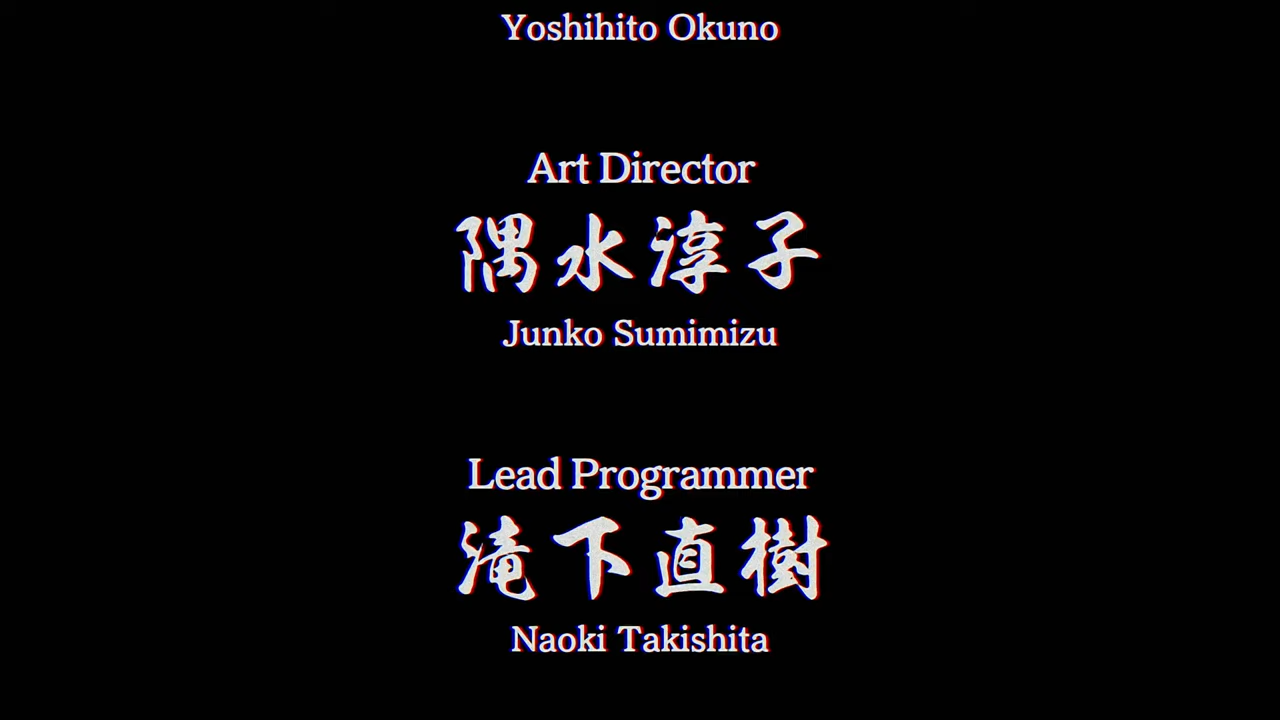 Yoshihito Okuno
Art Director
隅水淳子
Junko Sumimizu
Lead Programmer
滝下直樹
Naoki Takishita